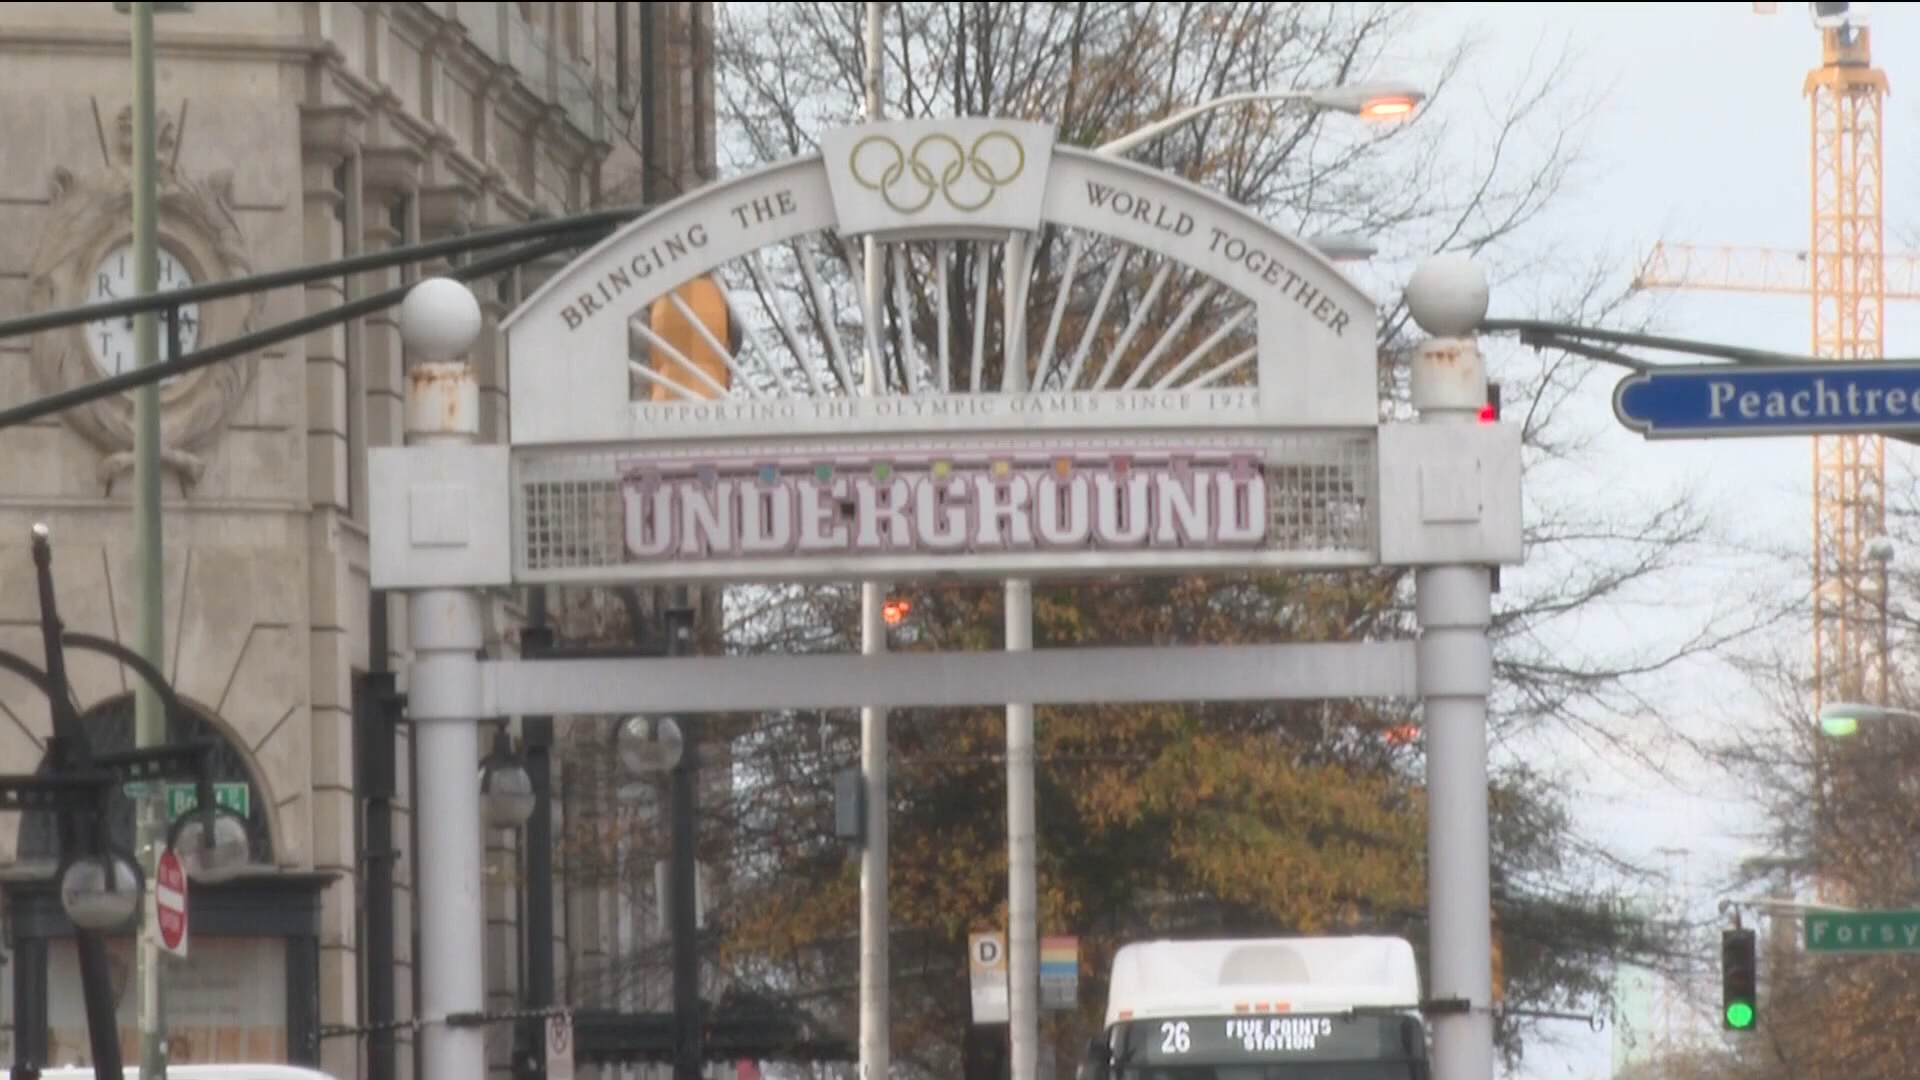 BRINGING THE WORLD TOGETHER
SUPPORTING THE OLYMPIC GAMES SINCE 1928
UNDERGROUND
Peachtree
Forsy
D
26 FIVE POINTS
STATION